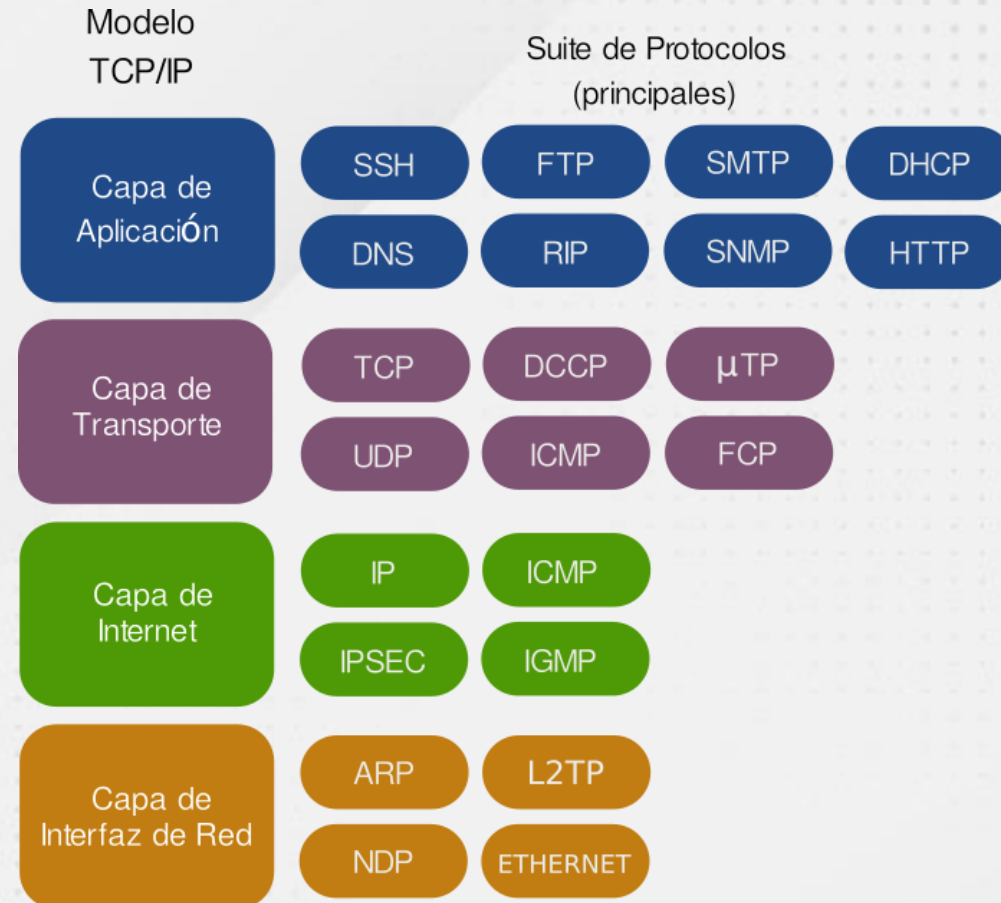 Modelo
TCP/IP
Suite de Protocolos
(principales)
Capa de
Aplicación
SSH
FTP
SMTP
DHCP
DNS
RIP
SNMP
HTTP
Capa de
Transporte
TCP
DCCP
µTP
UDP
ICMP
FCP
Capa de
Internet
IP
ICMP
IPSEC
IGMP
Capa de
Interfaz de Red
ARP
L2TP
NDP
ETHERNET